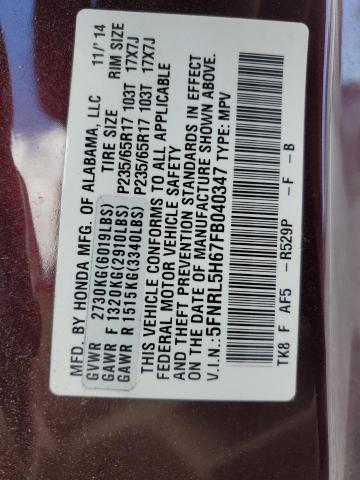 MFD. BY HONDA MFG. OF ALABAMA, LLC 11/'14
GVWR 2730KG(6019LBS) TIRE SIZE RIM SIZE
GAWR F 1320KG(2910LBS) P235/65R17 103T 17X7J
GAWR R 1515KG(3340LBS) P235/65R17 103T 17X7J
THIS VEHICLE CONFORMS TO ALL APPLICABLE
FEDERAL MOTOR VEHICLE SAFETY
AND THEFT PREVENTION STANDARDS IN EFFECT
ON THE DATE OF MANUFACTURE SHOWN ABOVE.
V.I.N.:5FNRL5H67FB040347 TYPE: MPV
TK8 F AF5 -R529P -F -B